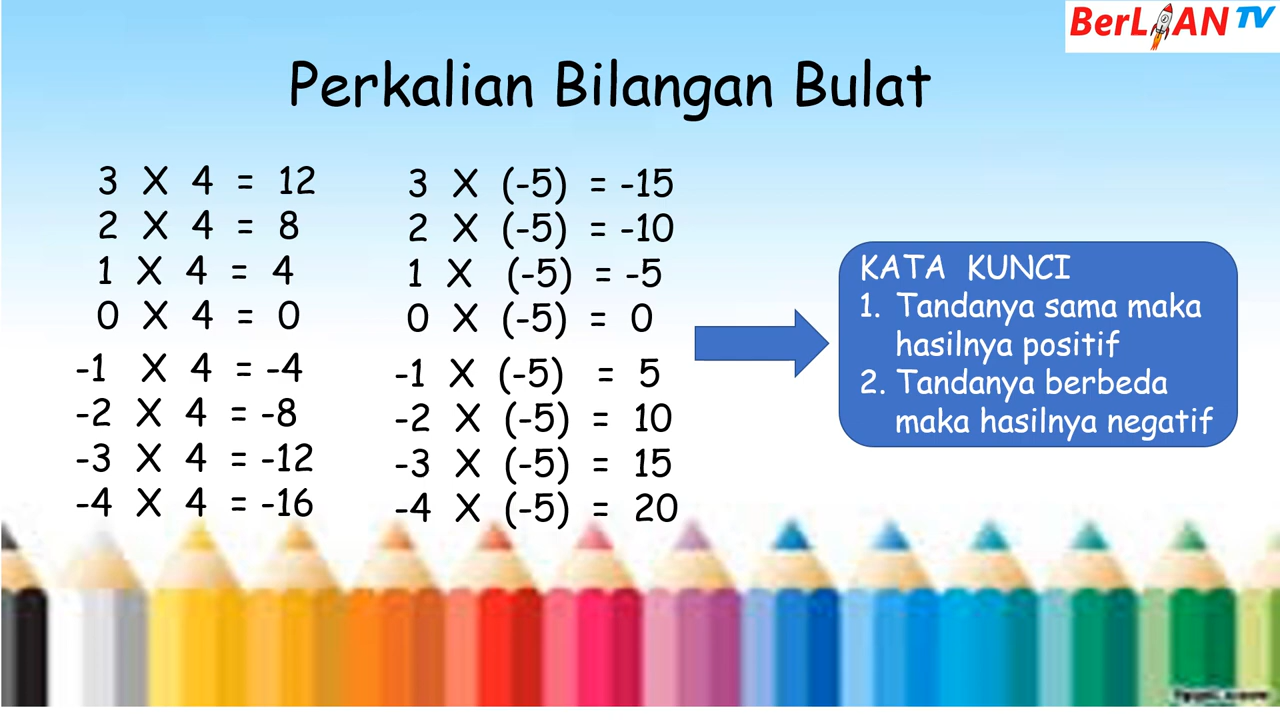 BerLIAN TV
Perkalian Bilangan Bulat
3 X 4 = 12
2 X 4 = 8
1 X 4 = 4
0 X 4 = 0
-1 X 4 = -4
-2 X 4 = -8
-3 X 4 = -12
-4 X 4 = -16
3 X (-5) = -15
2 X (-5) = -10
1 X (-5) = -5
0 X (-5) = 0
-1 X (-5) = 5
-2 X (-5) = 10
-3 X (-5) = 15
-4 X (-5) = 20
KATA KUNCI
1. Tandanya sama maka
hasilnya positif
2. Tandanya berbeda
maka hasilnya negatif